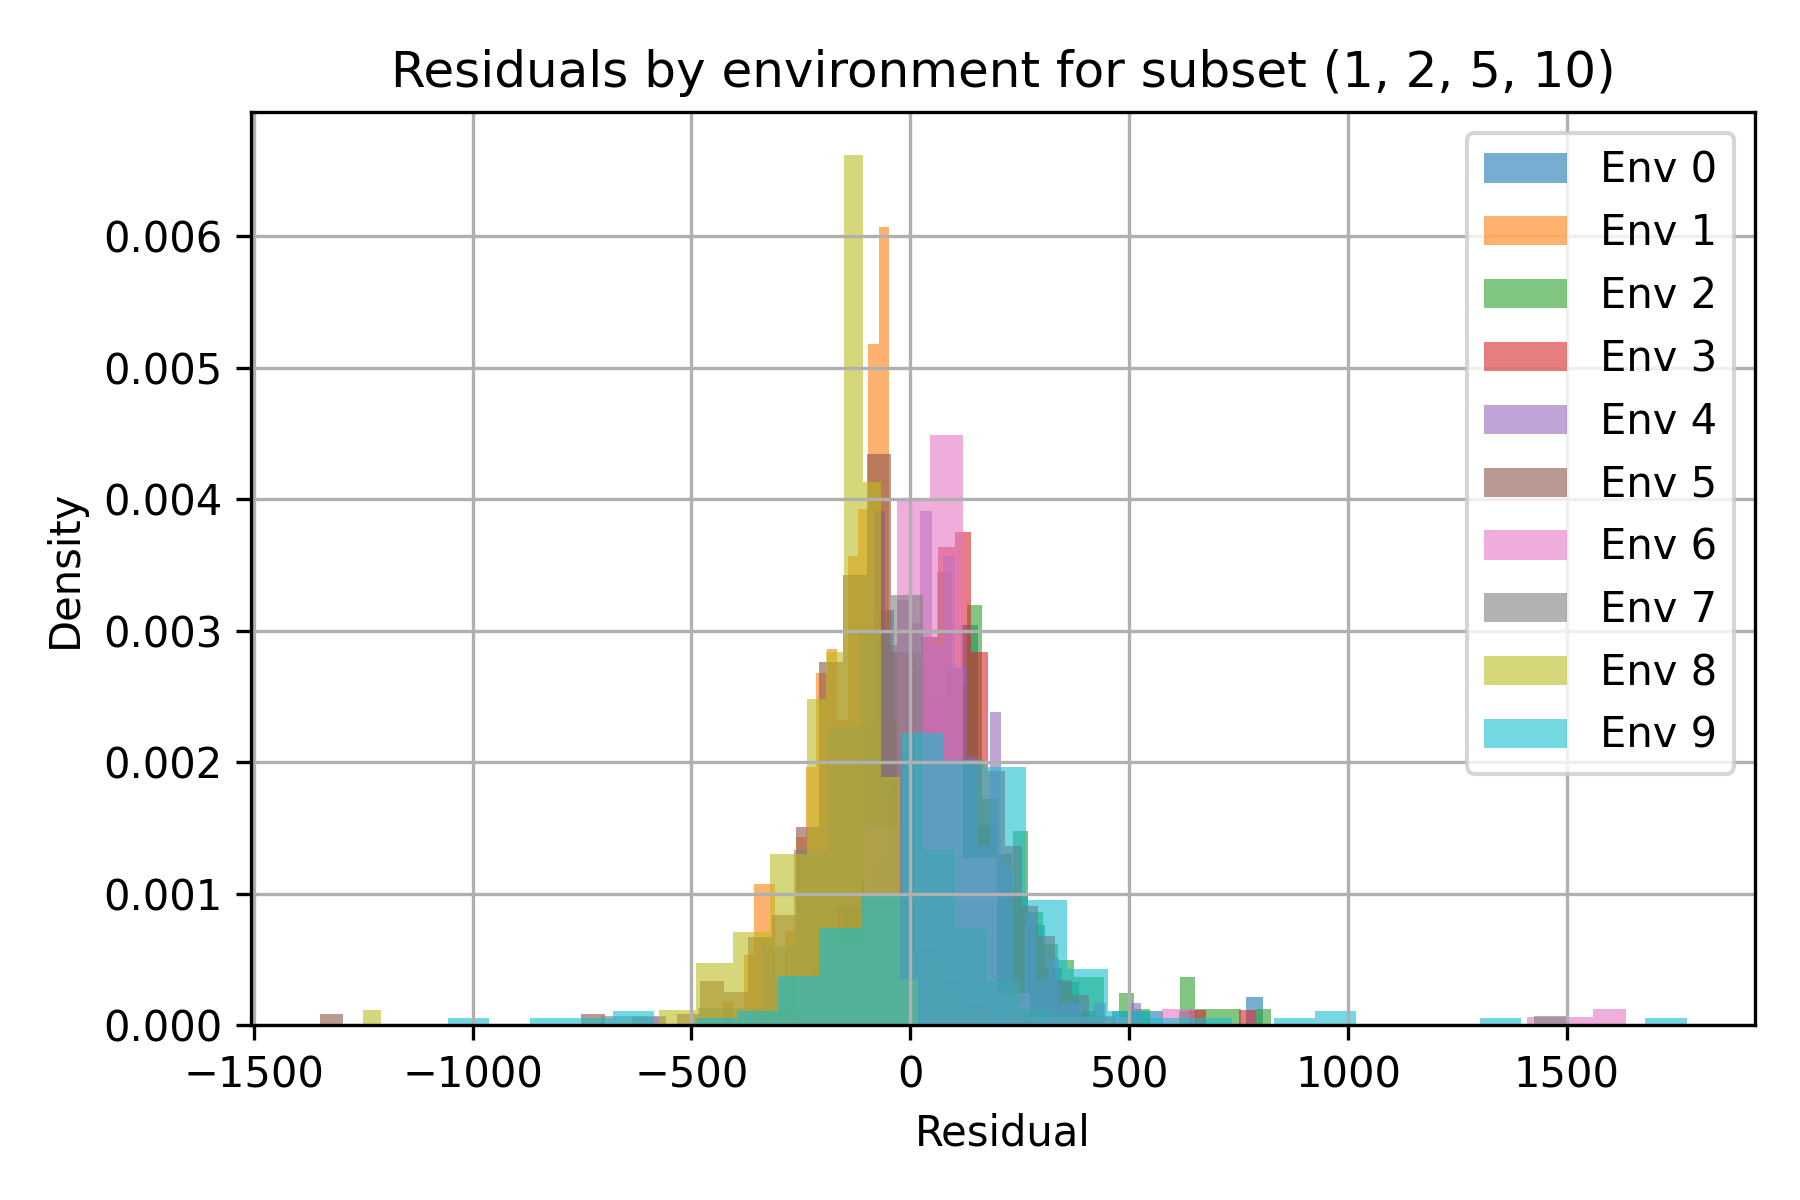 Residuals by environment for subset (1, 2, 5, 10)
Density
0.006
0.005
0.004
0.003
0.002
0.001
0.000
−1500
−1000
−500
0
500
1000
1500
Residual
Env 0
Env 1
Env 2
Env 3
Env 4
Env 5
Env 6
Env 7
Env 8
Env 9